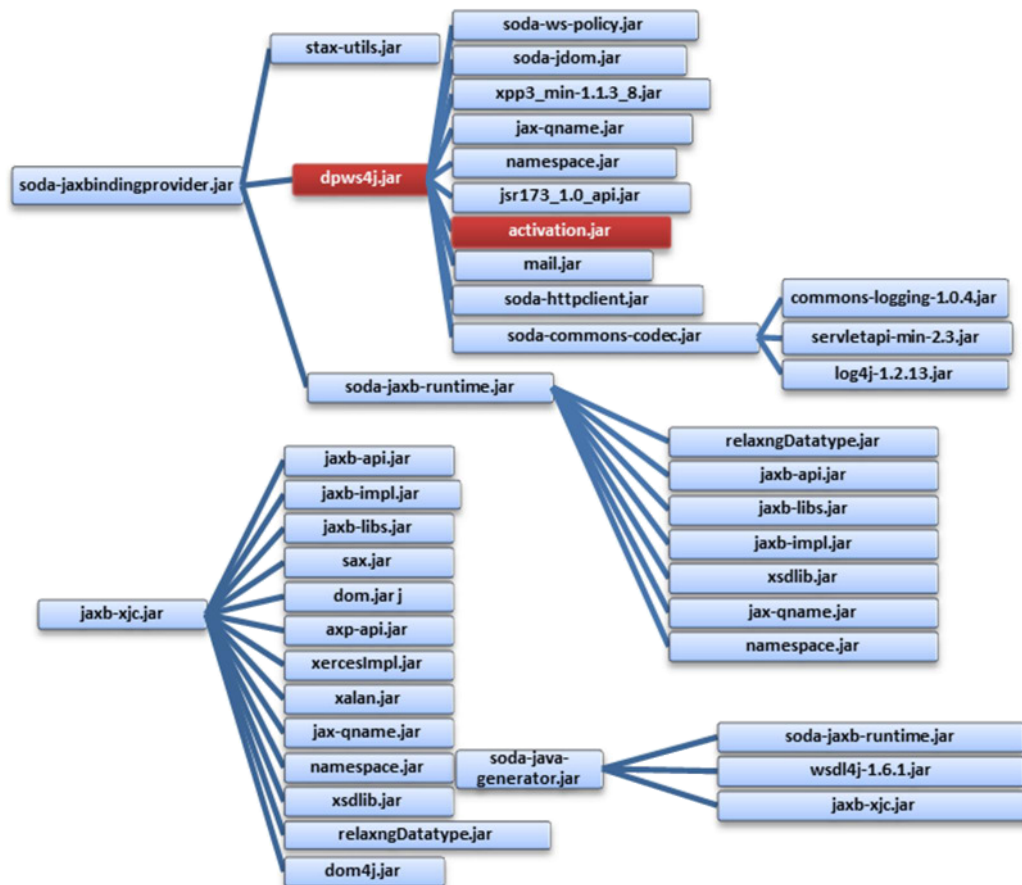 soda-jaxbindingprovider.jar
stax-utils.jar
dpws4j.jar
soda-ws-policy.jar
soda-jdom.jar
xpp3_min-1.1.3_8.jar
jax-qname.jar
namespace.jar
jsr173_1.0_api.jar
activation.jar
mail.jar
soda-httpclient.jar
soda-commons-codec.jar
commons-logging-1.0.4.jar
servletapi-min-2.3.jar
log4j-1.2.13.jar
soda-jaxb-runtime.jar
relaxngDatatype.jar
jaxb-api.jar
jaxb-libs.jar
jaxb-impl.jar
xsdlib.jar
jax-qname.jar
namespace.jar
jaxb-xjc.jar
jaxb-api.jar
jaxb-impl.jar
jaxb-libs.jar
sax.jar
dom.jar j
axp-api.jar
xercesImpl.jar
xalan.jar
jax-qname.jar
namespace.jar
xsdlib.jar
relaxngDatatype.jar
dom4j.jar
soda-java-
generator.jar
soda-jaxb-runtime.jar
wsdl4j-1.6.1.jar
jaxb-xjc.jar